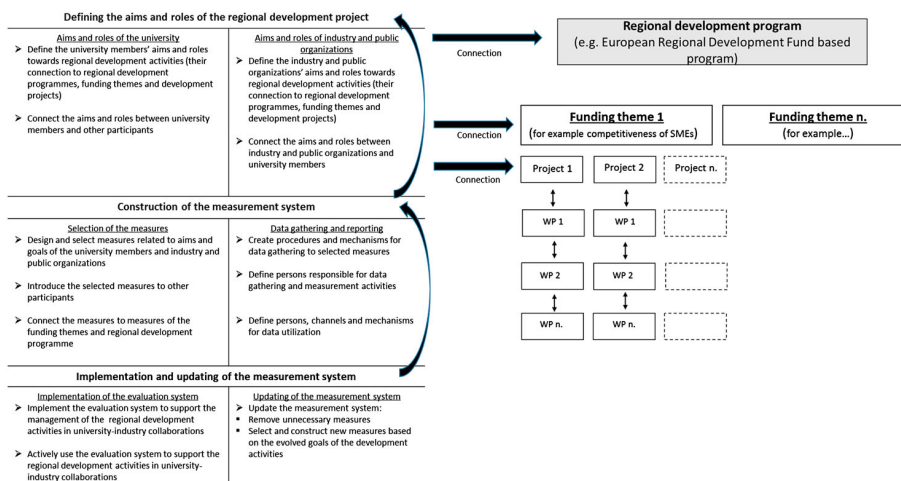 Defining the aims and roles of the regional development project
Aims and roles of the university
➢ Define the university members' aims and roles
towards regional development activities (their
connection to regional development
programmes, funding themes and development
projects)
➢ Connect the aims and roles between university
members and other participants
Aims and roles of industry and public
organizations
➢ Define the industry and public
organizations' aims and roles towards
regional development activities (their
connection to regional development
programmes, funding themes and
development projects)
➢ Connect the aims and roles between
industry and public organizations and
university members
Construction of the measurement system
Selection of the measures
➢ Design and select measures related to aims and
goals of the university members and industry and
public organizations
➢ Introduce the selected measures to other
participants
➢ Connect the measures to measures of the
funding themes and regional development
programme
Data gathering and reporting
➢ Create procedures and mechanisms for
data gathering to selected measures
➢ Define persons responsible for data
gathering and measurement activities
➢ Define persons, channels and mechanisms
for data utilization
Implementation and updating of the measurement system
Implementation of the evaluation system
➢ Implement the evaluation system to support the
management of the regional development
activities in university-industry collaborations
➢ Actively use the evaluation system to support the
regional development activities in university-
industry collaborations
Updating of the measurement system
➢ Update the measurement system:
▪ Remove unnecessary measures
▪ Select and construct new measures based
on the evolved goals of the development
activities
Connection
Regional development program
(e.g. European Regional Development Fund based
program)
Connection
Funding theme 1
(for example competitiveness of SMEs)
Funding theme n.
(for example…)
Connection
Project 1
Project 2
Project n.
WP 1
WP 1
WP 2
WP 2
WP n.
WP n.